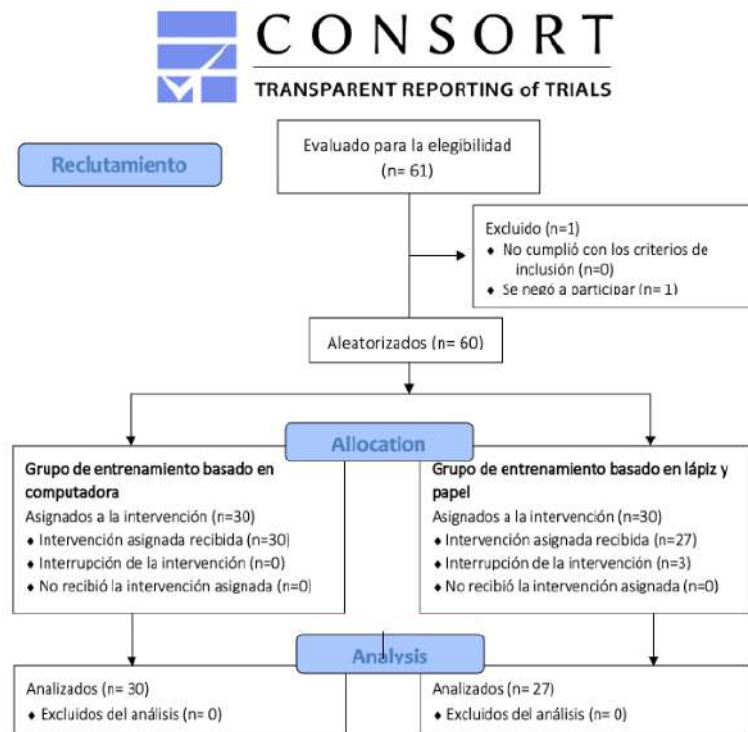 CONSORT
TRANSPARENT REPORTING of TRIALS
Reclutamiento
Evaluado para la elegibilidad
(n= 61)
Excluido (n=1)
♦ No cumplió con los criterios de
inclusión (n=0)
♦ Se negó a participar (n= 1)
Aleatorizados (n= 60)
Allocation
Grupo de entrenamiento basado en
computadora
Asignados a la intervención (n=30)
♦ Intervención asignada recibida (n=30)
♦ Interrupción de la intervención (n=0)
♦ No recibió la intervención asignada (n=0)
Grupo de entrenamiento basado en lápiz y
papel
Asignados a la intervención (n=30)
♦ Intervención asignada recibida (n=27)
♦ Interrupción de la intervención (n=3)
♦ No recibió la intervención asignada (n=0)
Analysis
Analizados (n= 30)
♦ Excluidos del análisis (n= 0)
Analizados (n= 27)
♦ Excluidos del análisis (n= 0)